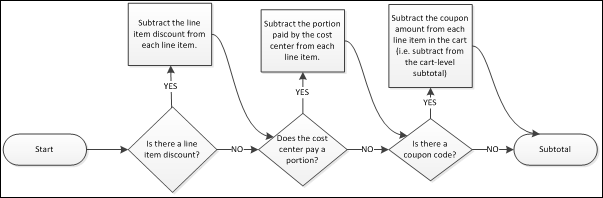 Subtract the line
item discount from
each line item.
Subtract the portion
paid by the cost
center from each
line item.
Subtract the coupon
amount from each
line item in the cart
(i.e. subtract from
the cart-level
subtotal)
YES
YES
YES
Start
Is there a line
item discount?
NO
Does the cost
center pay a
portion?
NO
Is there a
coupon code?
NO
Subtotal